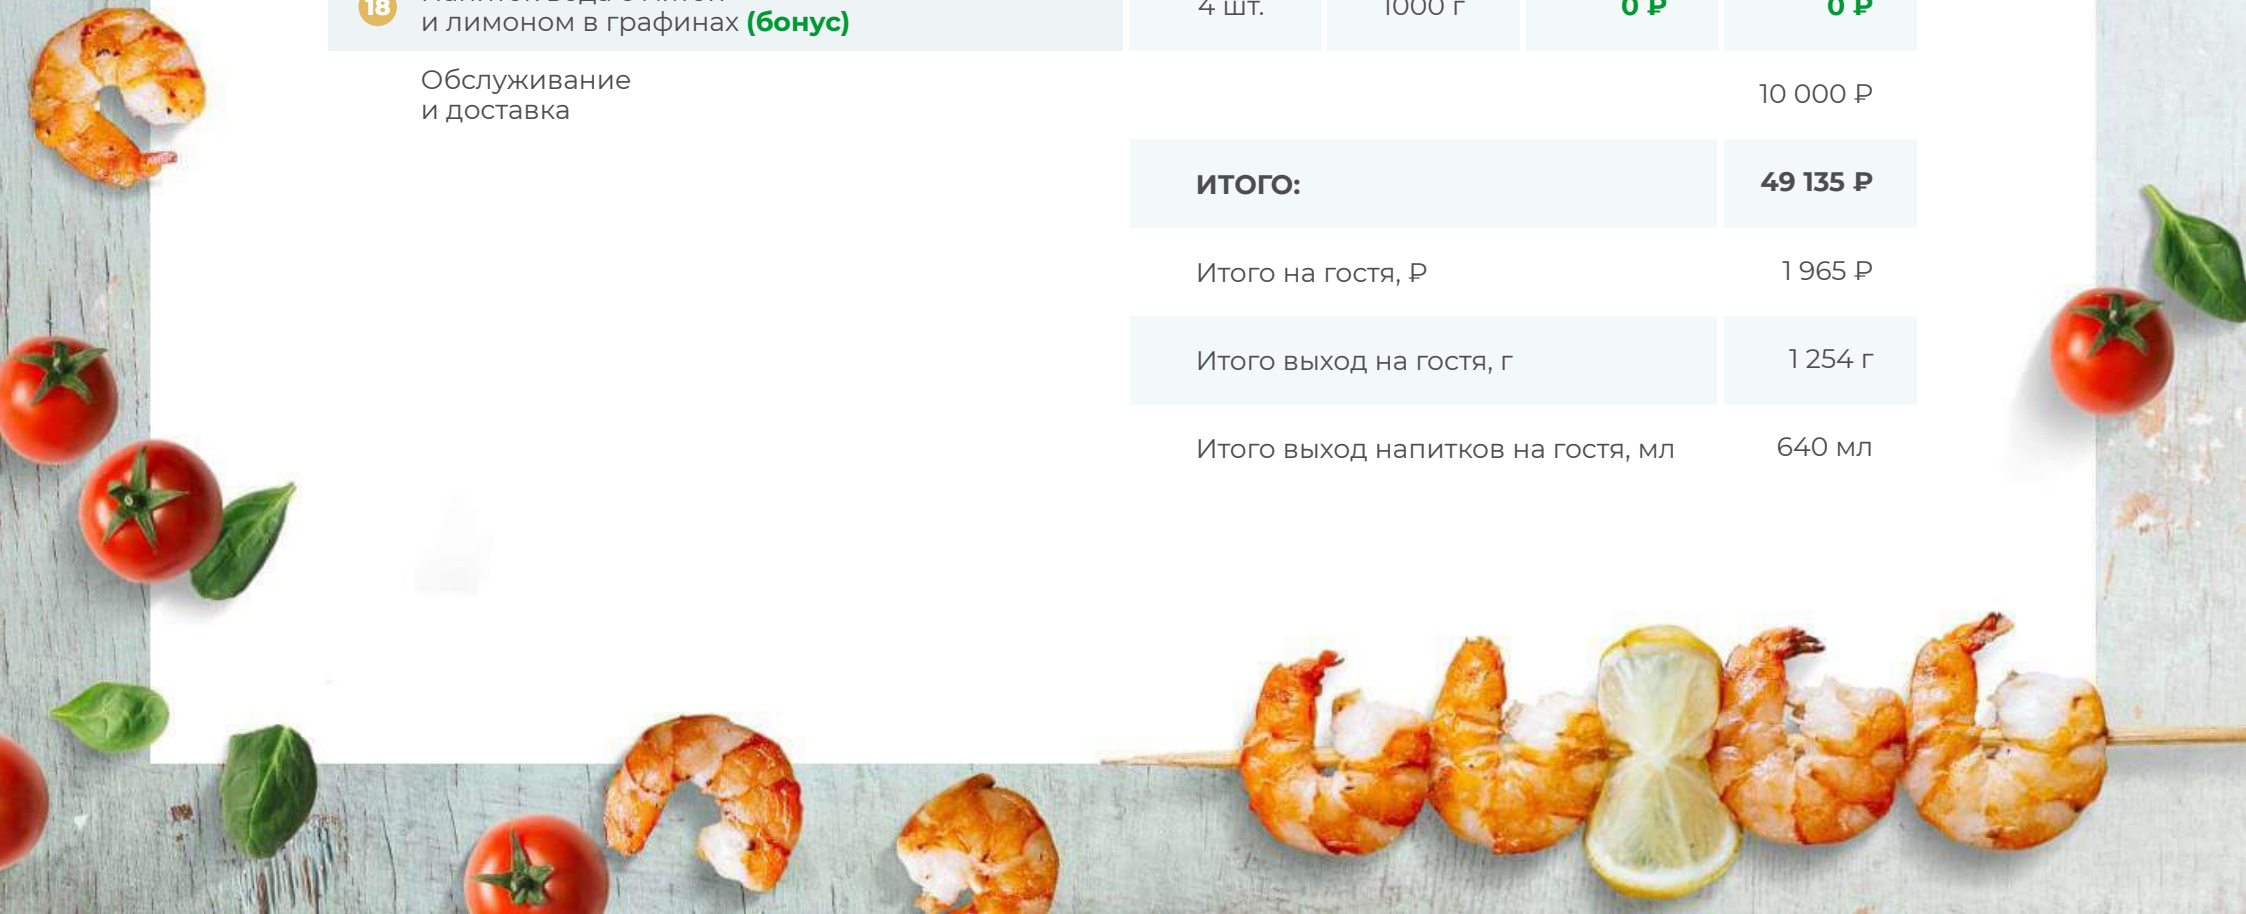 18
и лимоном в графинах (бонус)
4 шт.
1000 г
0 ₽
0 ₽
Обслуживание
и доставка
10 000 ₽
ИТОГО:
49 135 ₽
Итого на гостя, ₽
1 965 ₽
Итого выход на гостя, г
1 254 г
Итого выход напитков на гостя, мл
640 мл